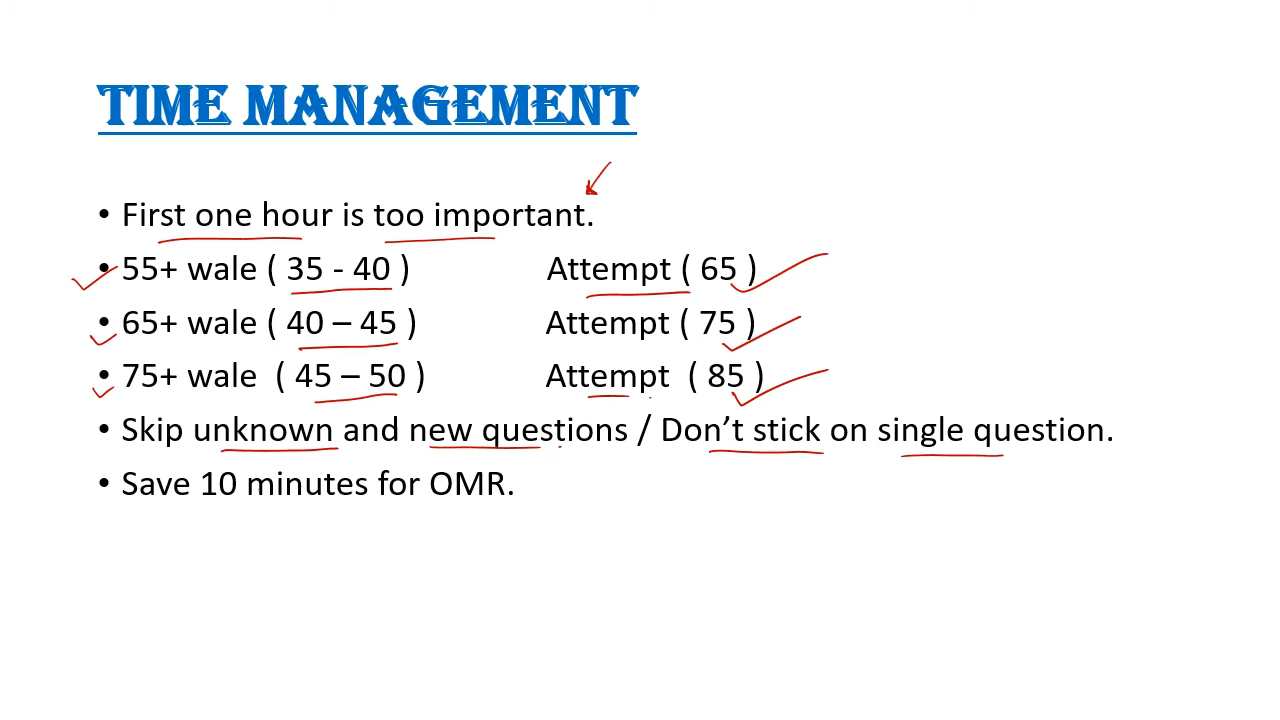 TIME MANAGEMENT
• First one hour is too important.
• 55+ wale ( 35 - 40 ) Attempt ( 65 )
• 65+ wale ( 40 – 45 ) Attempt ( 75 )
• 75+ wale ( 45 – 50 ) Attempt ( 85 )
• Skip unknown and new questions / Don’t stick on single question.
• Save 10 minutes for OMR.